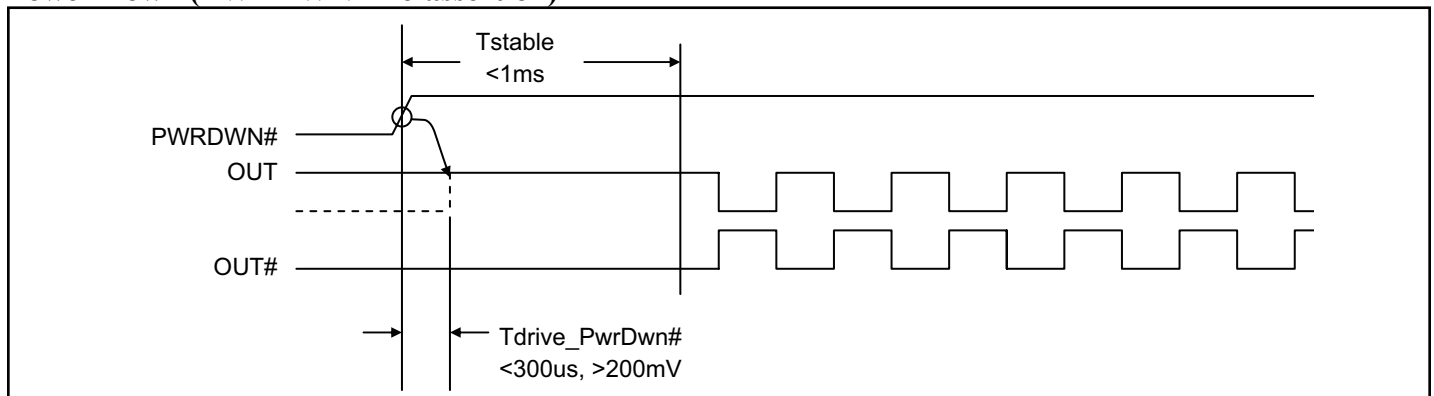 Tstable
<1ms
PWRDWN#
OUT
OUT#
Tdrive_PwrDwn#
<300us, >200mV